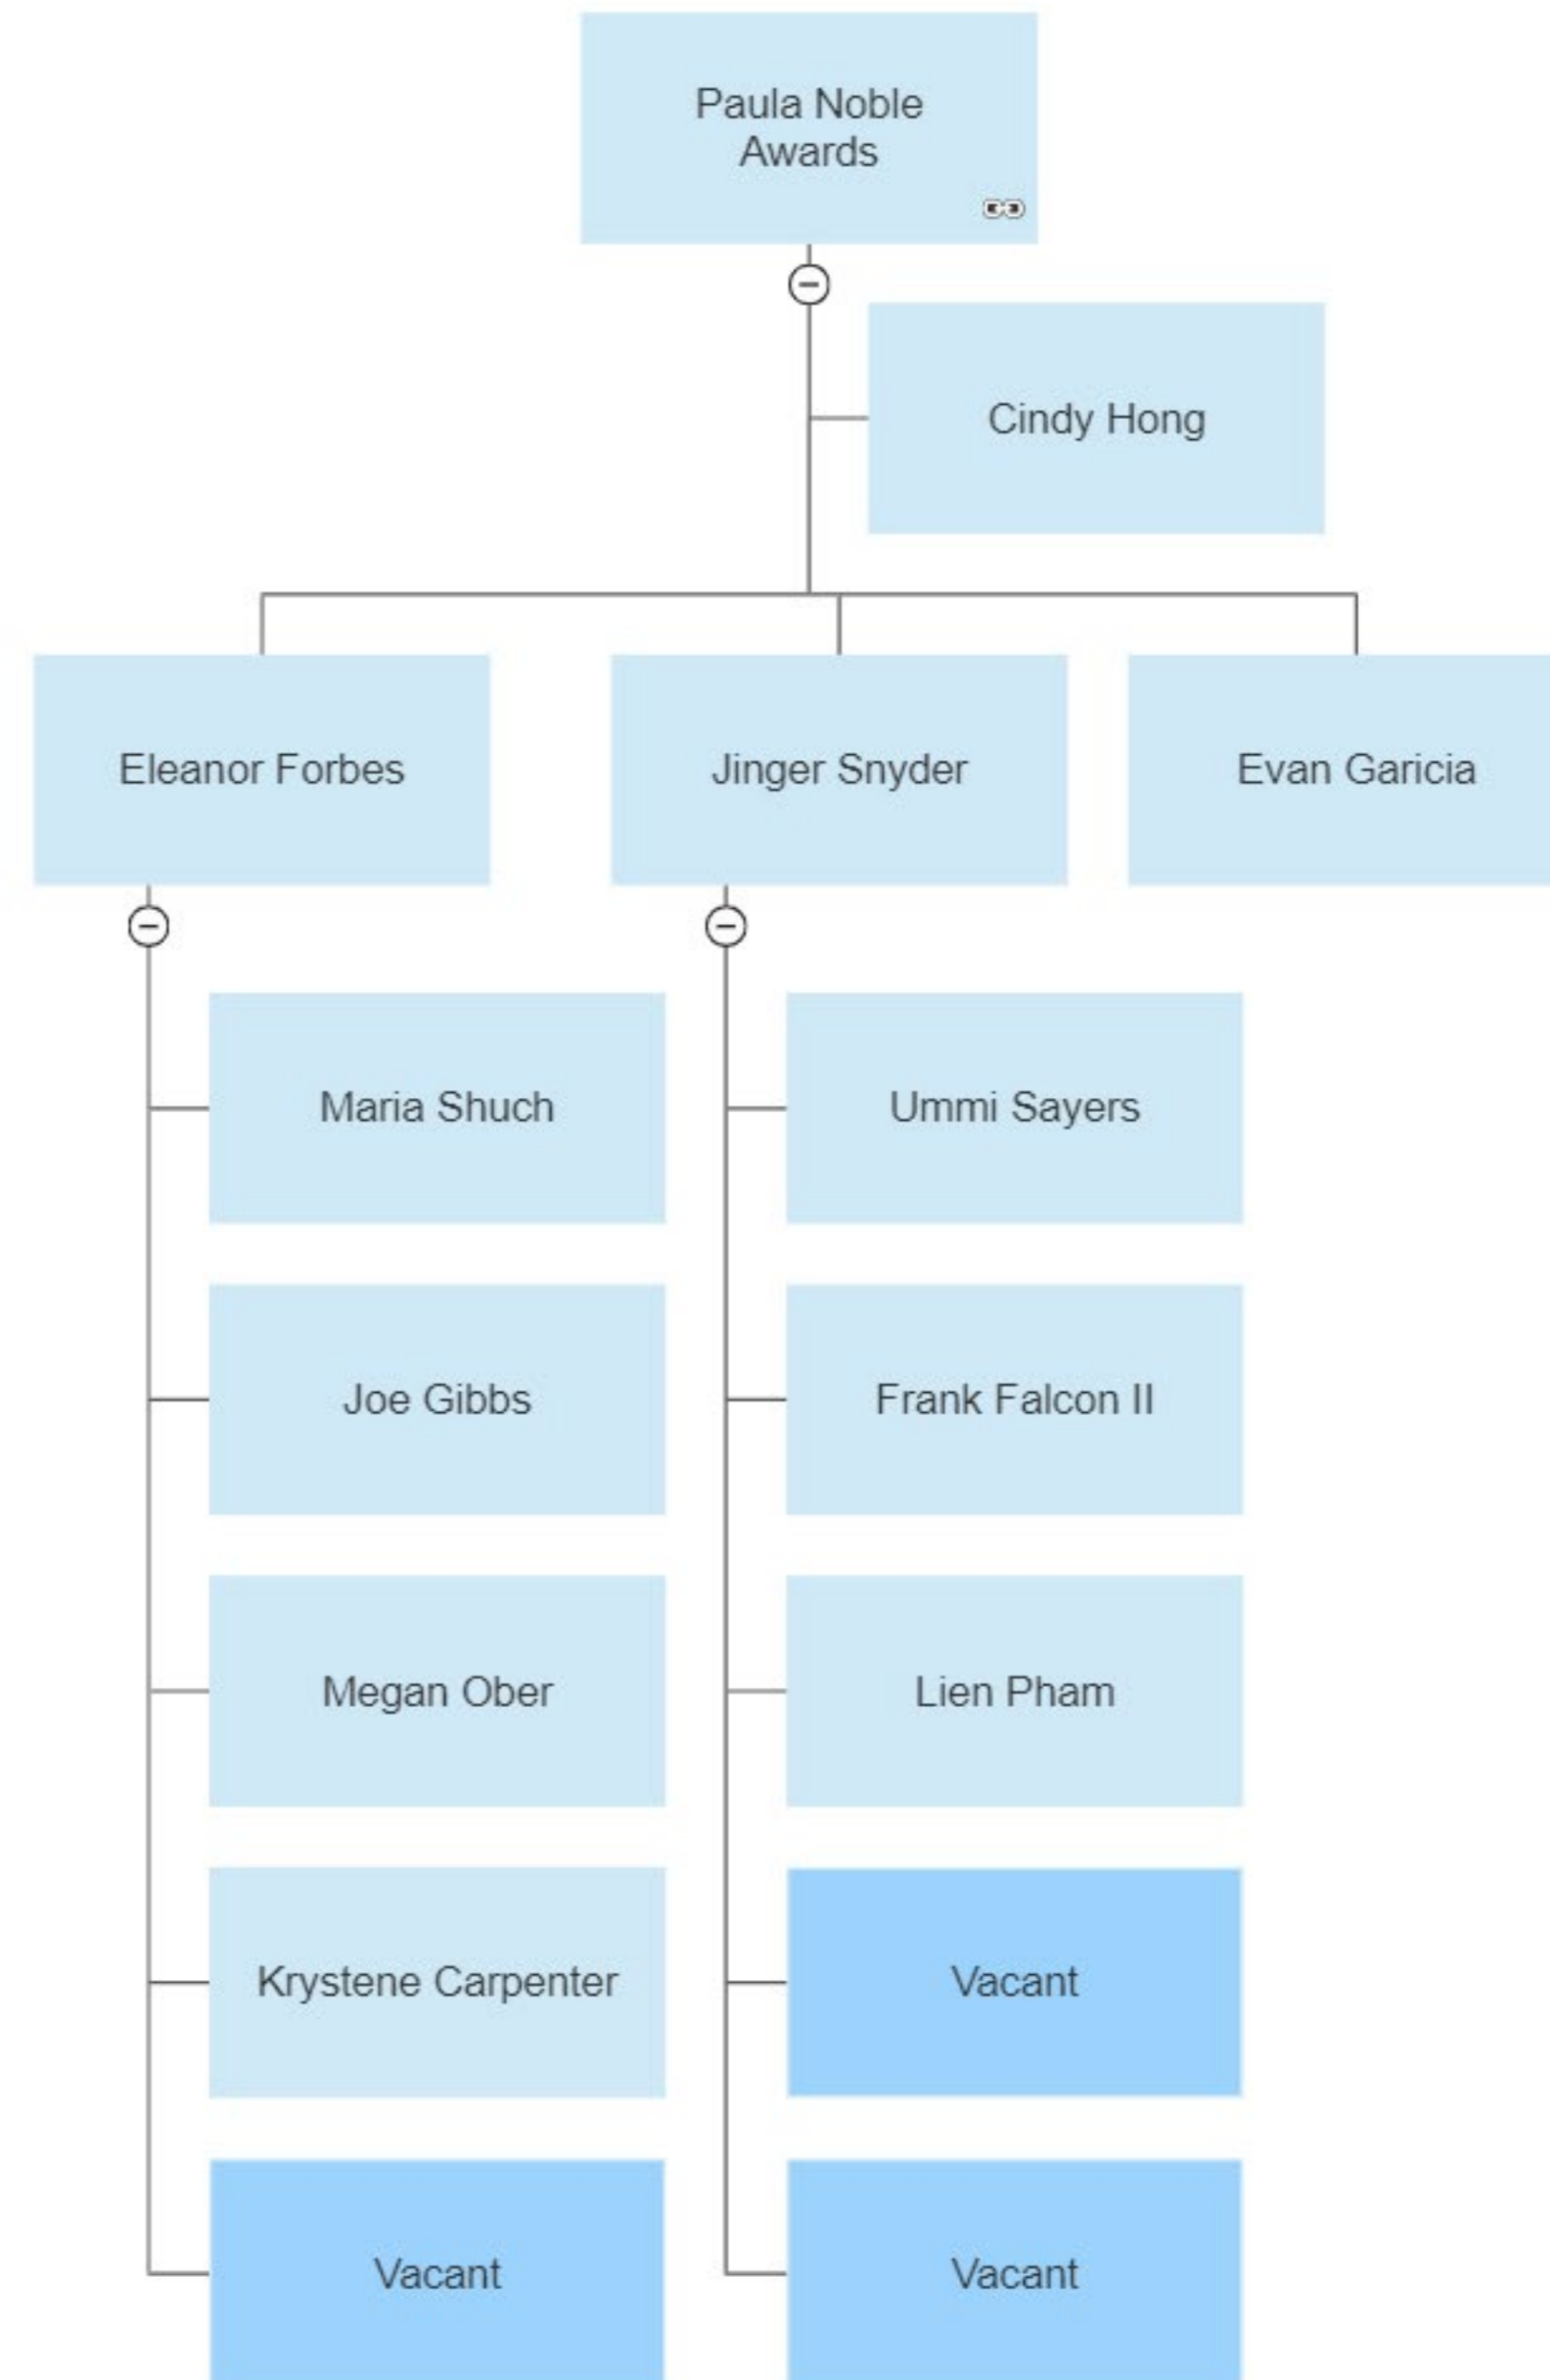 Paula Noble
Awards
Cindy Hong
Eleanor Forbes
Jinger Snyder
Evan Garicia
Maria Shuch
Ummi Sayers
Joe Gibbs
Frank Falcon II
Megan Ober
Lien Pham
Krystene Carpenter
Vacant
Vacant
Vacant